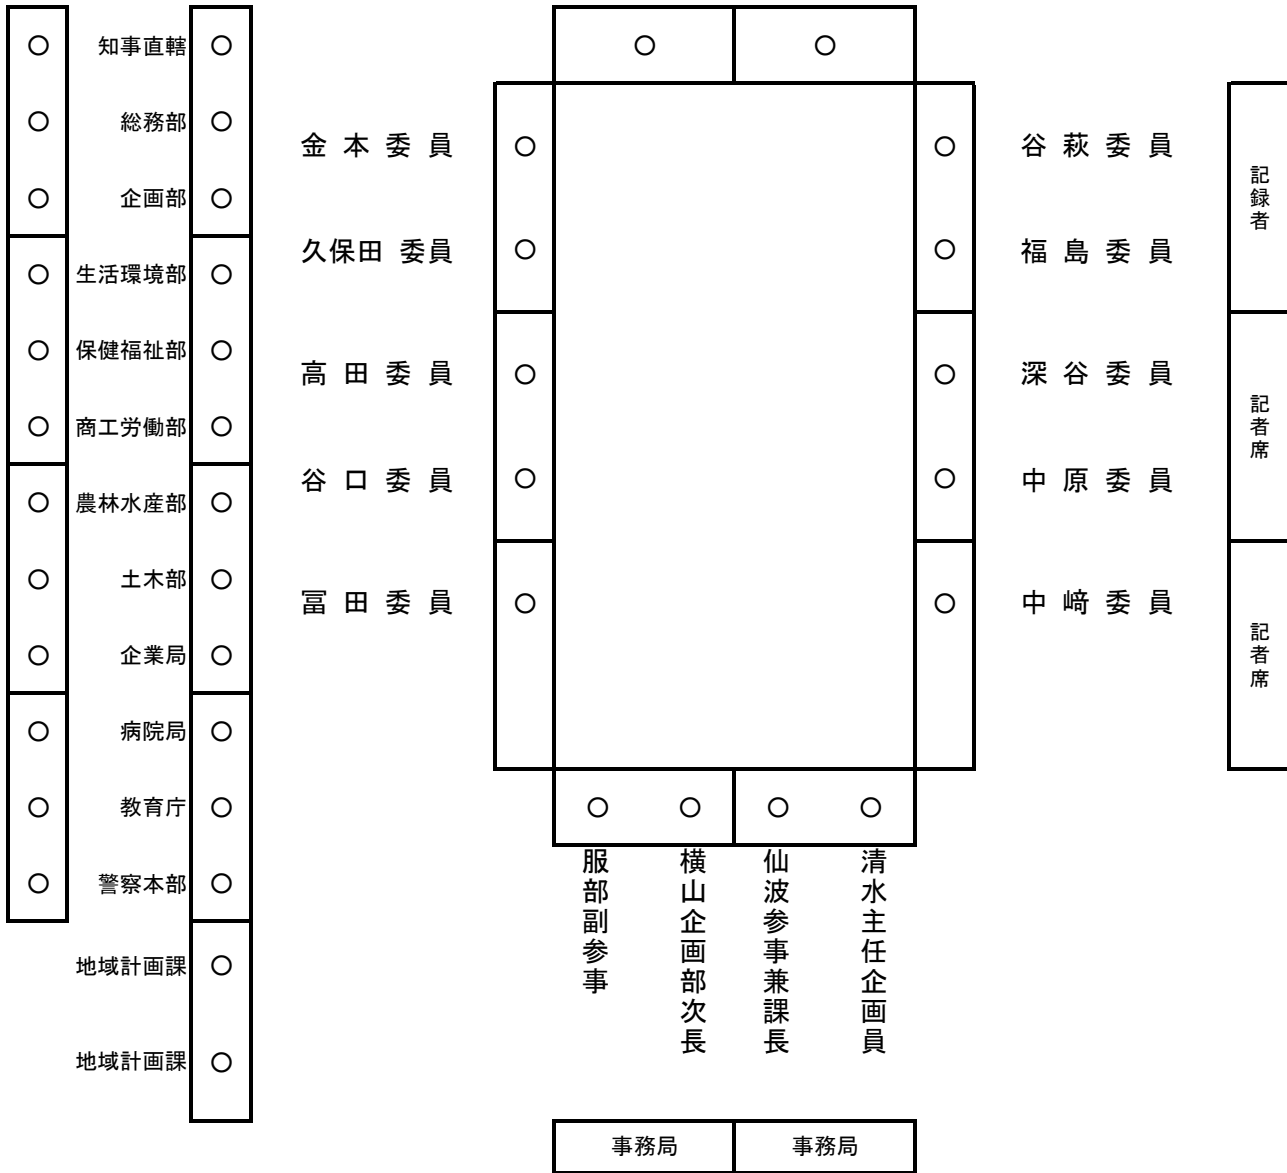 知事直轄
総務部
企画部
生活環境部
保健福祉部
商工労働部
農林水産部
土木部
企業局
病院局
教育庁
警察本部
地域計画課
地域計画課
金本委員
久保田 委員
高田委員
谷口委員
冨田委員
谷萩委員
福島委員
深谷委員
中原委員
中﨑委員
記録者
記者席
記者席
服部副参事
横山企画部次長
仙波参事兼課長
清水主任企画員
事務局
事務局